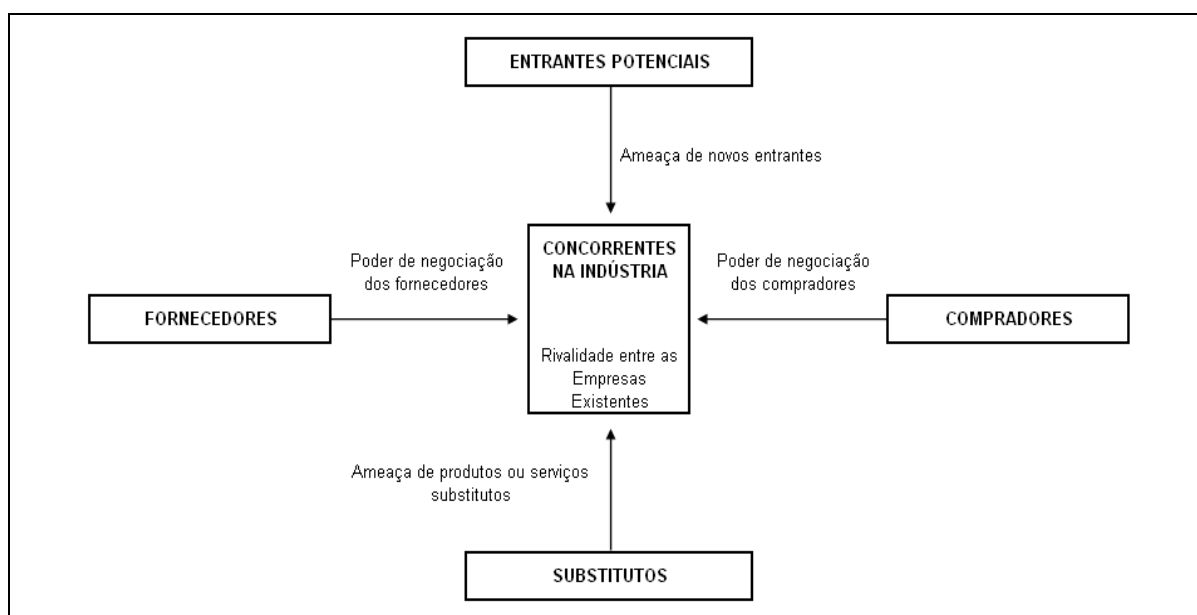 ENTRANTES POTENCIAIS
Ameaça de novos entrantes
CONCORRENTES
NA INDÚSTRIA
Poder de negociação
dos fornecedores
Poder de negociação
dos compradores
FORNECEDORES
COMPRADORES
Rivalidade entre as
Empresas
Existentes
Ameaça de produtos ou serviços
substitutos
SUBSTITUTOS